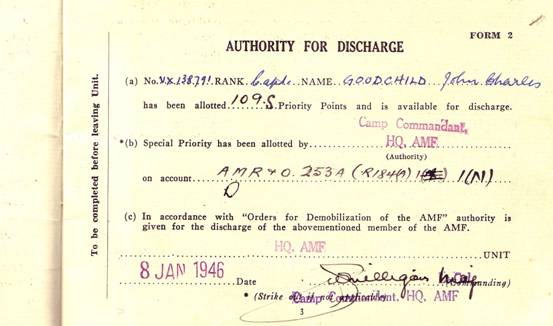 FORM 2
AUTHORITY FOR DISCHARGE
To be completed before leaving Unit.
(a) No. VX138791 RANK Capt. NAME GOODCHILD John Charles
has been allotted 109.S. Priority Points and is available for discharge.
Camp Commandant,
*(b) Special Priority has been allotted by HQ, AMF
(Authority)
on account AMR & O. 253A (R184(A) 1(N)
D
(c) In accordance with "Orders for Demobilization of the AMF" authority is
given for the discharge of the abovementioned member of the AMF.
HQ, AMF UNIT
8 JAN 1946 Date Maj
Commanding)
* (Strike out if not applicable) Camp Commandant, HQ, AMF
3